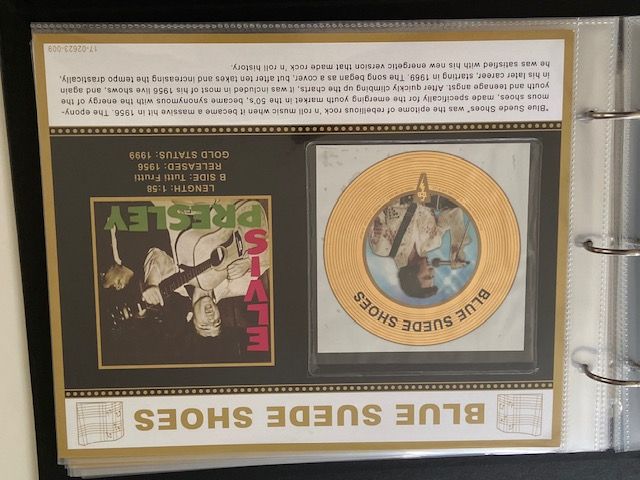 BLUE SUEDE SHOES
BLUE SUEDE SHOES
ELVIS
PRESLEY
LENGTH: 1:58
B SIDE: Tutti Frutti
RELEASED: 1956
GOLD STATUS: 1999
"Blue Suede Shoes" was the epitome of rebellious rock 'n roll music when it became a massive hit in 1956. The epony-
mous shoes, made specifically for the emerging youth market in the 50's, became synonymous with the energy of the
youth and teenage angst. After quickly climbing up the charts, it was included in most of his 1956 live shows, and again
in his later career, starting in 1969. The song began as a cover, but after ten takes and increasing the tempo drastically,
he was satisfied with his new energetic version that made rock 'n roll history.
17-02623-009